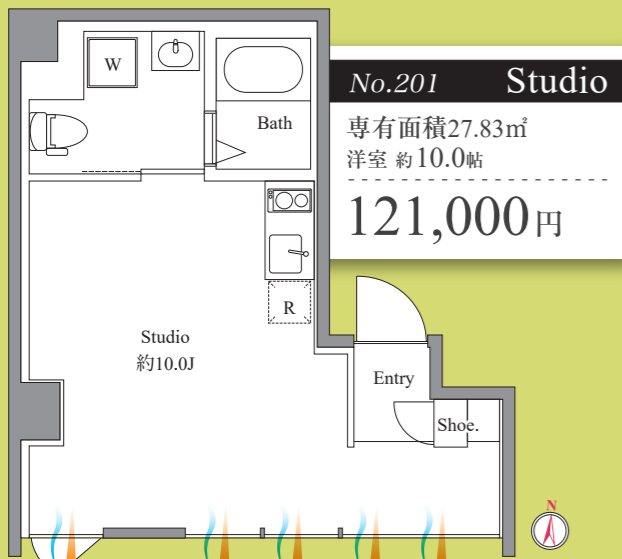 W
Bath
No.201 Studio
専有面積27.83㎡
洋室 約10.0帖
121,000円
R
Studio
約10.0J
Entry
Shoe.
N